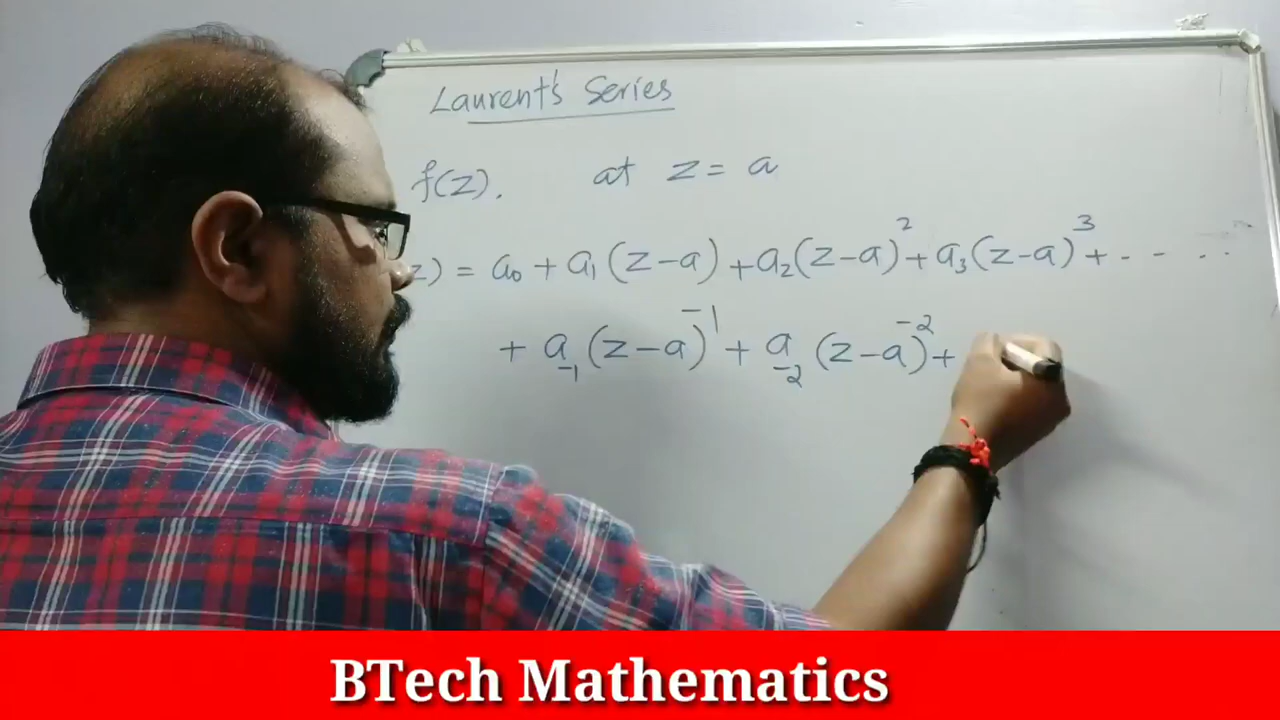 Laurent's Series
f(z). at z = a
z) = a₀ + a₁(z-a) + a₂(z-a)² + a₃(z-a)³ + - - - - -
+ a₋₁(z-a)⁻¹ + a₋₂(z-a)⁻² +
BTech Mathematics